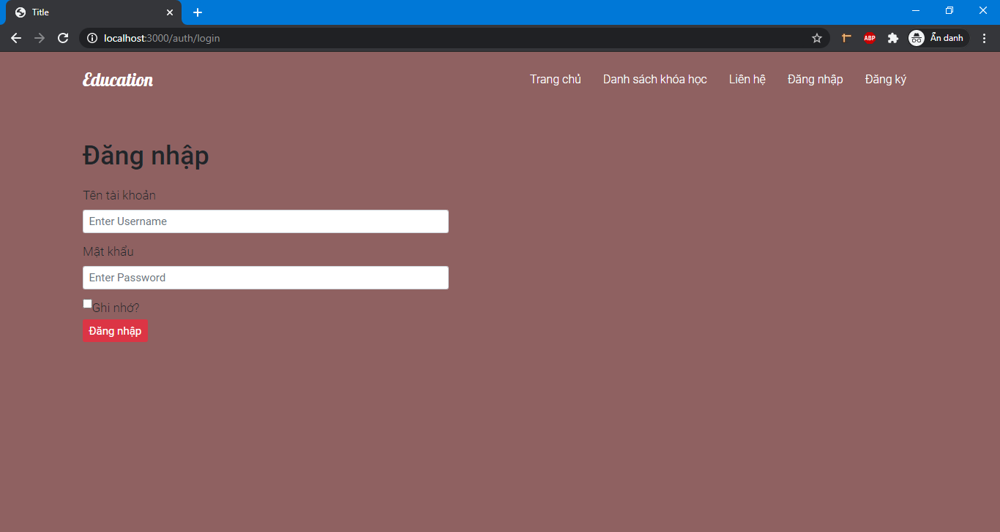 Title
localhost:3000/auth/login
ABP
Ẩn danh
Education
Trang chủ
Danh sách khóa học
Liên hệ
Đăng nhập
Đăng ký
Đăng nhập
Tên tài khoản
Enter Username
Mật khẩu
Enter Password
Ghi nhớ?
Đăng nhập